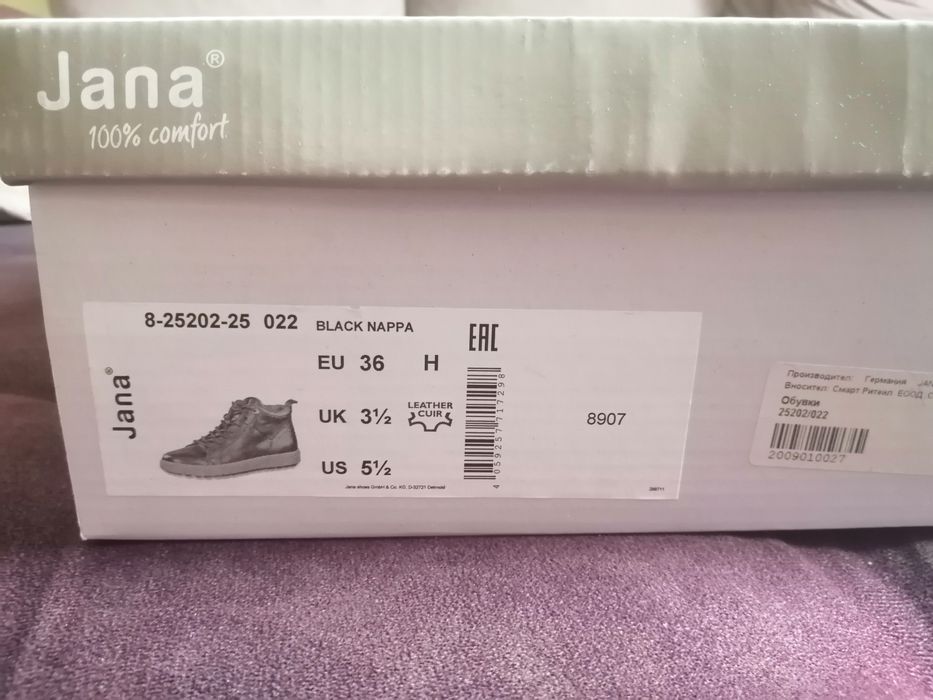 Jana®
100% comfort
8-25202-25 022 BLACK NAPPA
EAC
EU 36 H
Jana®
UK 3½
LEATHER
CUIR
US 5½
4059257717298
8907
Jana shoes GmbH & Co. KG, D-32721 Detmold
Производител: Германия
Вносител: Смарт Ритейл ЕООД
Обувки
25202/022
2009010027